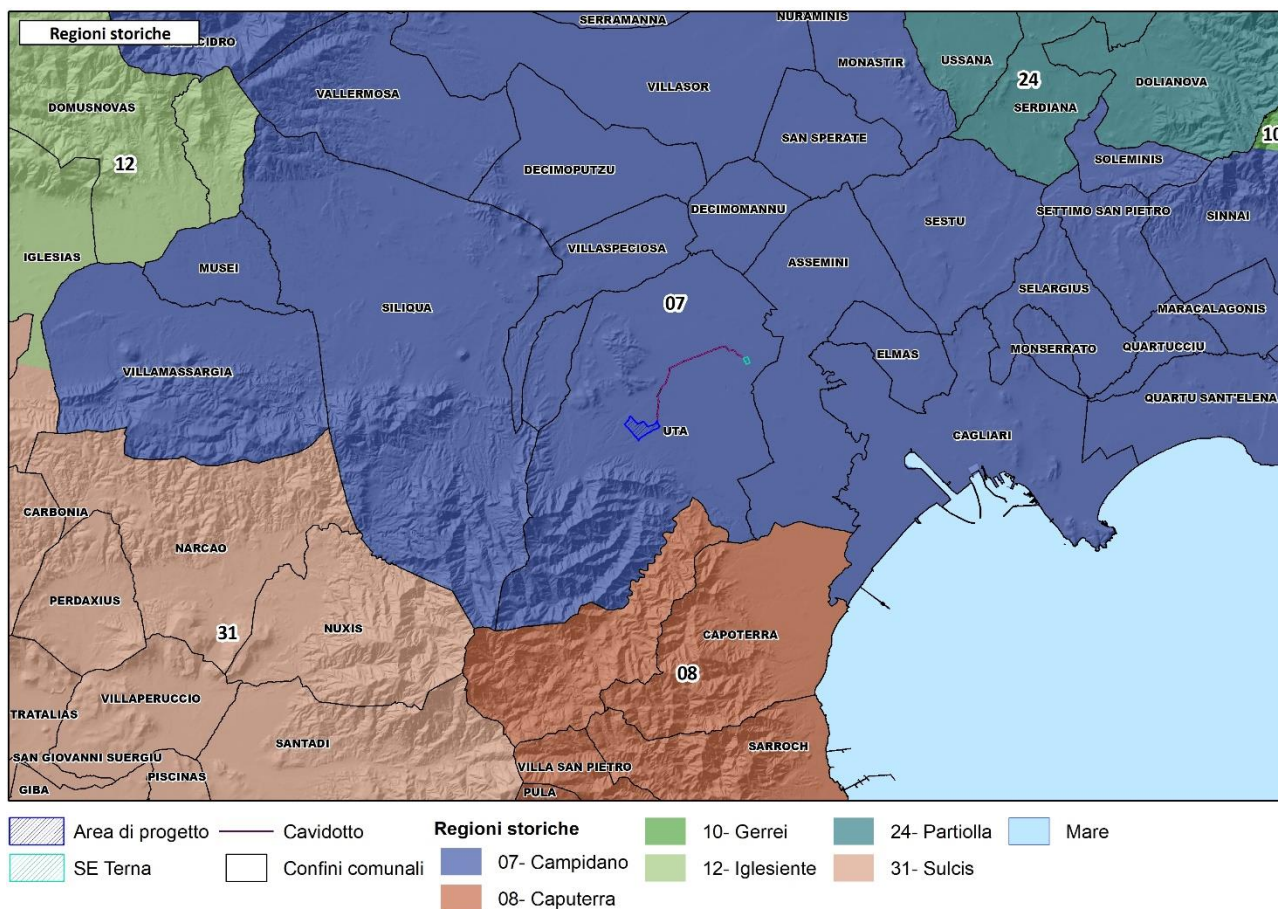 Regioni storiche
SERRAMANNA
NURAMINIS
USSANA
24
DOLIANOVA
MONASTIR
SERDIANA
DOMUSNOVAS
VALLERMOSA
VILLASOR
SAN SPERATE
10
12
DECIMOPUTZU
SOLEMINIS
DECIMOMANNU
SESTU
SETTIMO SAN PIETRO
SINNAI
IGLESIAS
MUSEI
VILLASPECIOSA
ASSEMINI
SILIQUA
07
SELARGIUS
MARACALAGONIS
ELMAS
MONSERRATO
QUARTUCCIU
VILLAMASSARGIA
QUARTU SANT'ELENA
UTA
CAGLIARI
CARBONIA
NARCAO
PERDAXIUS
31
NUXIS
CAPOTERRA
08
VILLAPERUCCIO
TRATALIAS
SANTADI
SARROCH
SAN GIOVANNI SUERGIU
PISCINAS
VILLA SAN PIETRO
GIBA
PULA
Area di progetto
Cavidotto
SE Terna
Confini comunali
Regioni storiche
07- Campidano
08- Caputerra
10- Gerrei
12- Iglesiente
24- Partiolla
31- Sulcis
Mare